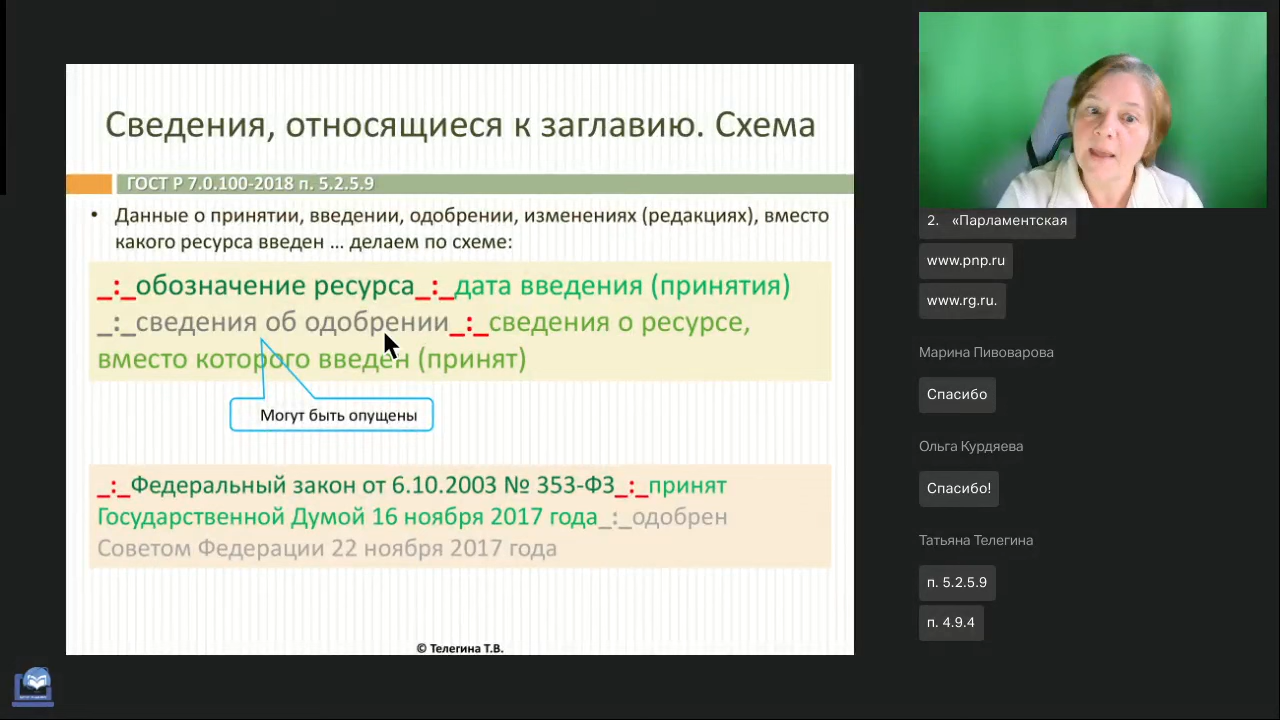 Сведения, относящиеся к заглавию. Схема
ГОСТ Р 7.0.100-2018 п. 5.2.5.9
• Данные о принятии, введении, одобрении, изменениях (редакциях), вместо
какого ресурса введен ... делаем по схеме:
_:_обозначение ресурса_:_дата введения (принятия)
_:_сведения об одобрении_:_сведения о ресурсе,
вместо которого введен (принят)
Могут быть опущены
_:_Федеральный закон от 6.10.2003 № 353-ФЗ_:_принят
Государственной Думой 16 ноября 2017 года_:_одобрен
Советом Федерации 22 ноября 2017 года
© Телегина Т.В.
2. «Парламентская
www.pnp.ru
www.rg.ru.
Марина Пивоварова
Спасибо
Ольга Курдяева
Спасибо!
Татьяна Телегина
п. 5.2.5.9
п. 4.9.4